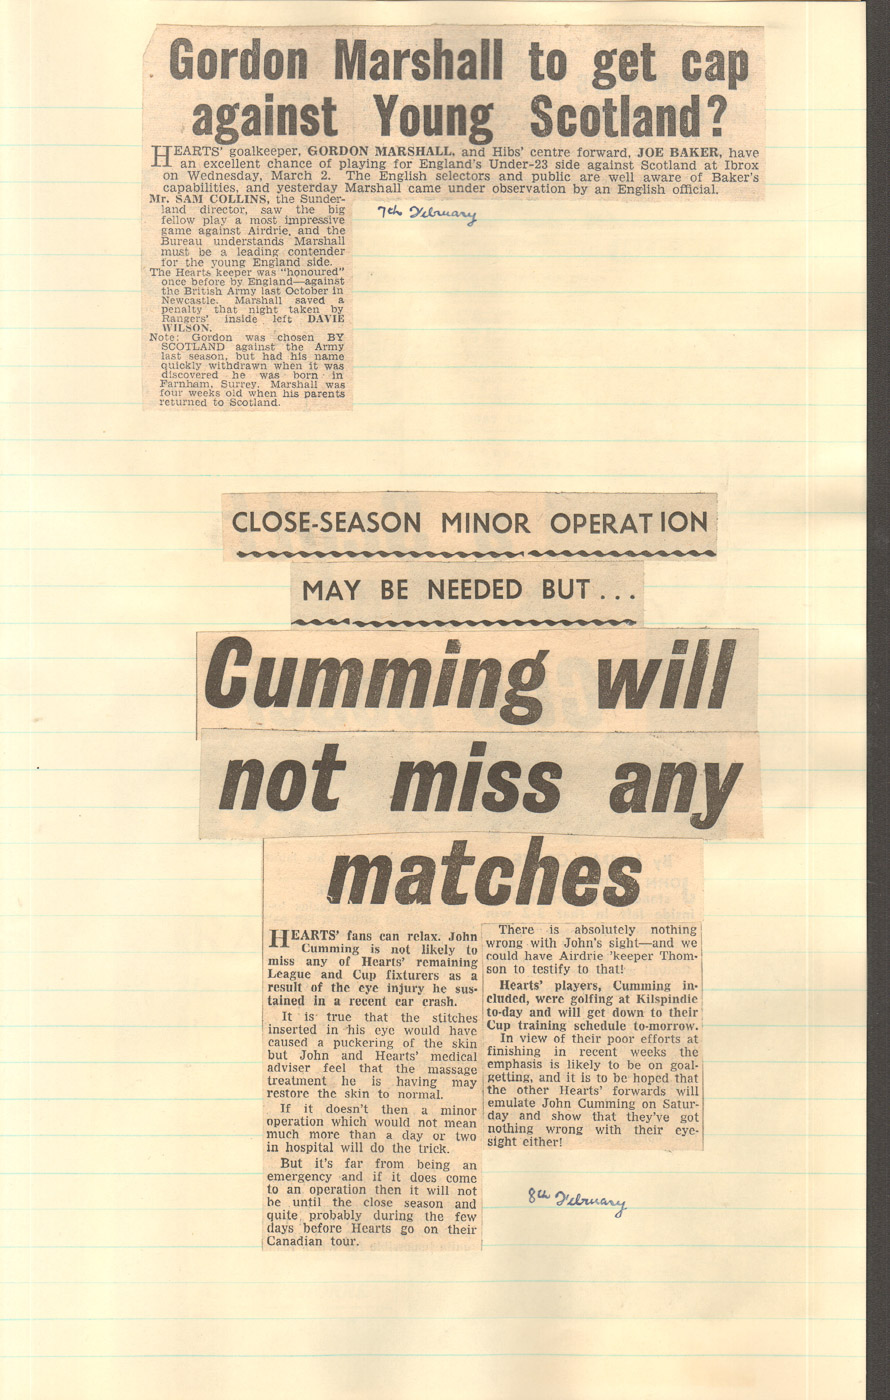 Gordon Marshall to get cap
against Young Scotland?
HEARTS' goalkeeper, GORDON MARSHALL, and Hibs' centre forward, JOE BAKER, have
an excellent chance of playing for England's Under-23 side against Scotland at Ibrox
on Wednesday, March 2. The English selectors and public are well aware of Baker's
capabilities, and yesterday Marshall came under observation by an English official.
Mr. SAM COLLINS, the Sunder-
land director, saw the big
fellow play a most impressive
game against Airdrie, and the
Bureau understands Marshall
must be a leading contender
for the young England side.
The Hearts keeper was "honoured"
once before by England—against
the British Army last October in
Newcastle. Marshall saved a
penalty that night taken by
Rangers' inside left DAVIE
WILSON.
Note: Gordon was chosen BY
SCOTLAND against the Army
last season, but had his name
quickly withdrawn when it was
discovered he was born in
Farnham, Surrey. Marshall was
four weeks old when his parents
returned to Scotland.
7th February
CLOSE-SEASON MINOR OPERATION
MAY BE NEEDED BUT...
Cumming will
not miss any
matches
HEARTS' fans can relax. John
Cumming is not likely to
miss any of Hearts' remaining
League and Cup fixturers as a
result of the eye injury he sus-
tained in a recent car crash.
It is true that the stitches
inserted in his eye would have
caused a puckering of the skin
but John and Hearts' medical
adviser feel that the massage
treatment he is having may
restore the skin to normal.
If it doesn't then a minor
operation which would not mean
much more than a day or two
in hospital will do the trick.
But it's far from being an
emergency and if it does come
to an operation then it will not
be until the close season and
quite probably during the few
days before Hearts go on their
Canadian tour.
There is absolutely nothing
wrong with John's sight—and we
could have Airdrie 'keeper Thom-
son to testify to that!
Hearts' players, Cumming in-
cluded, were golfing at Kilspindie
to-day and will get down to their
Cup training schedule to-morrow.
In view of their poor efforts at
finishing in recent weeks the
emphasis is likely to be on goal-
getting, and it is to be hoped that
the other Hearts' forwards will
emulate John Cumming on Satur-
day and show that they've got
nothing wrong with their eye-
sight either!
8th February